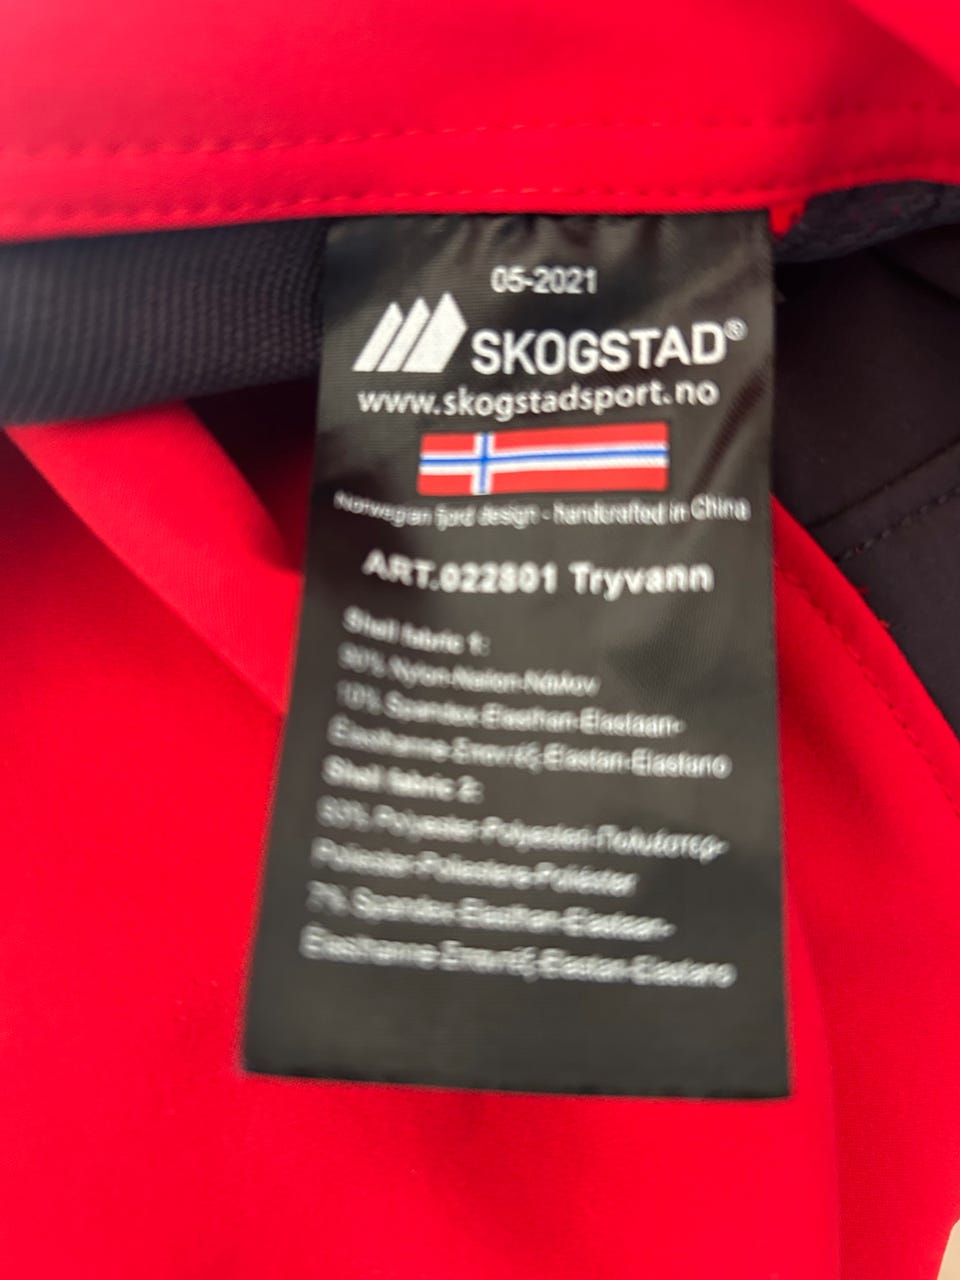 05-2021
SKOGSTAD®
www.skogstadsport.no
Norwegian fjord design - handcrafted in China
ART.022801 Tryvann
Shell fabric 1:
90% Nylon-Nailon-Νάιλον
10% Spandex-Elasthan-Elastaan-
Elasthanne-Σπαντέξ-Elastan-Elastano
Shell fabric 2:
93% Polyester-Polyesteri-Πολυέστερ-
Poliester-Poliestere-Poliéster
7% Spandex-Elasthan-Elastaan-
Elasthanne-Σπαντέξ-Elastan-Elastano